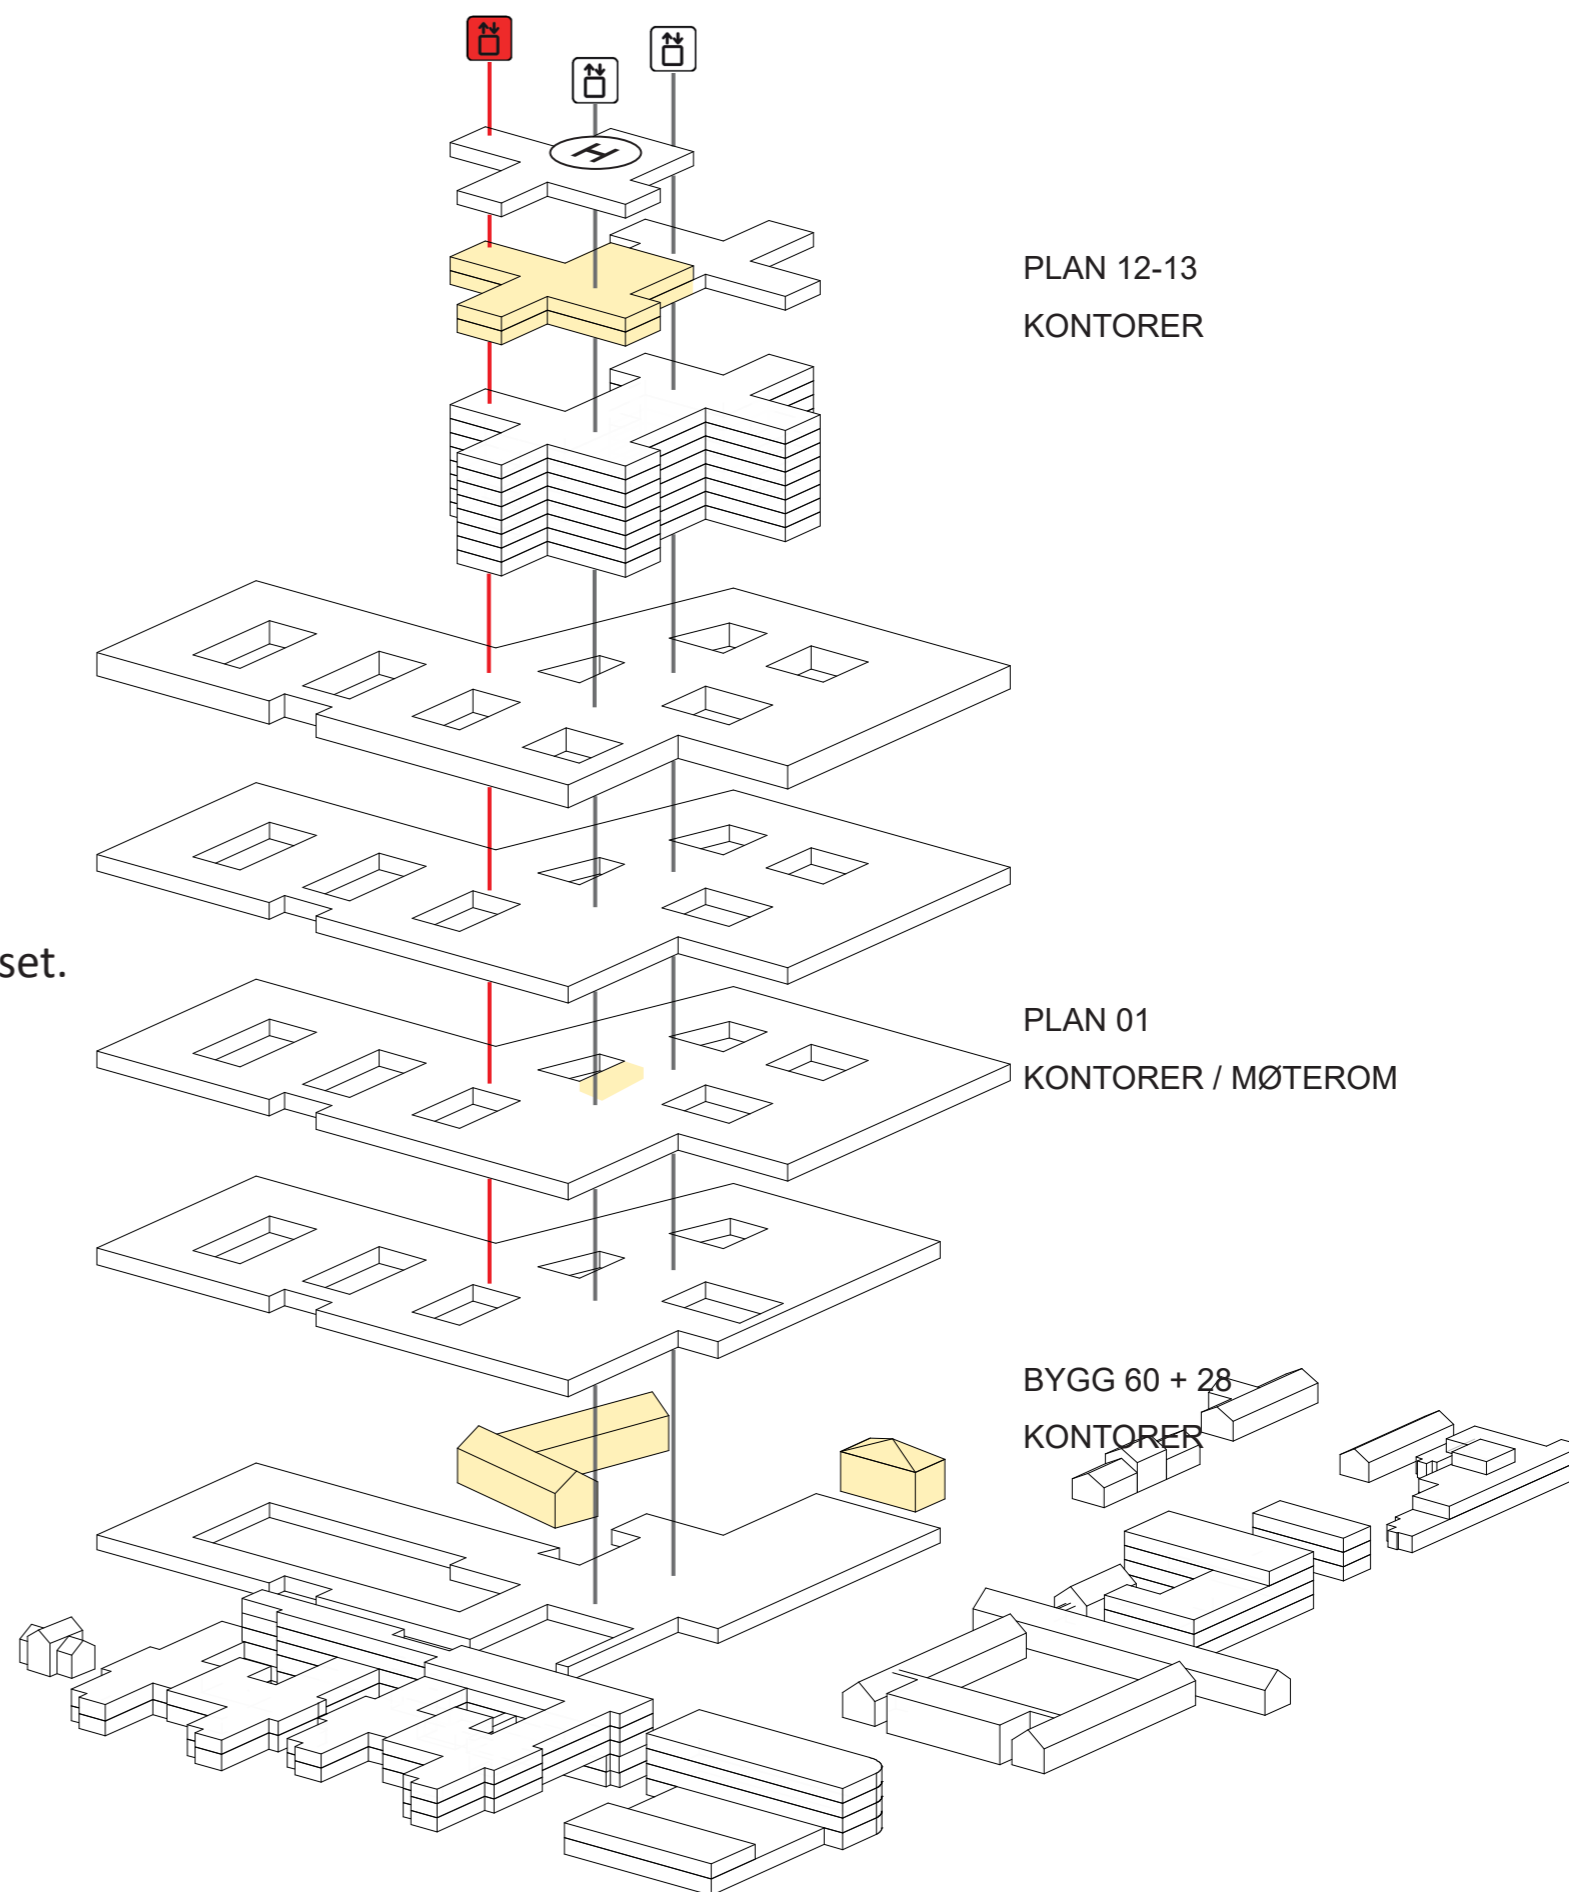 H
PLAN 12-13
KONTORER
set.
PLAN 01
KONTORER / MØTEROM
BYGG 60 + 28
KONTORER